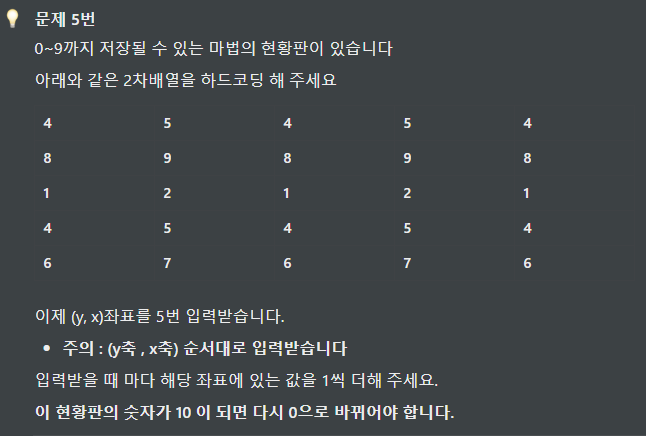 문제 5번
0~9까지 저장될 수 있는 마법의 현황판이 있습니다
아래와 같은 2차배열을 하드코딩 해 주세요
4 5 4 5 4
8 9 8 9 8
1 2 1 2 1
4 5 4 5 4
6 7 6 7 6
이제 (y, x)좌표를 5번 입력받습니다.
• 주의 : (y축 , x축) 순서대로 입력받습니다
입력받을 때 마다 해당 좌표에 있는 값을 1씩 더해 주세요.
이 현황판의 숫자가 10 이 되면 다시 0으로 바뀌어야 합니다.